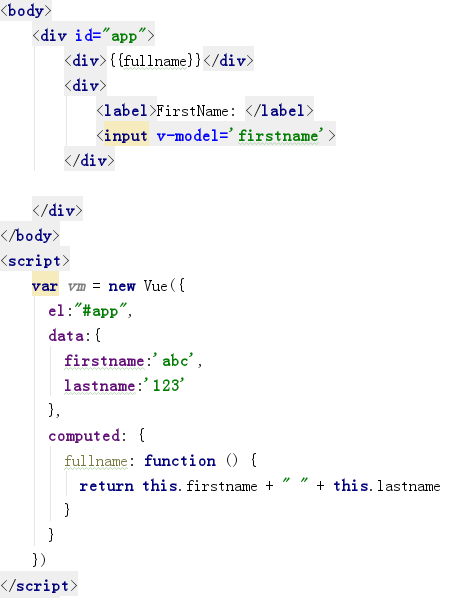 <body>
<div id="app">
<div>{{fullname}}</div>
<div>
<label>FirstName: </label>
<input v-model='firstname'>
</div>
</div>
</body>
<script>
var vm = new Vue({
el:"#app",
data:{
firstname:'abc',
lastname:'123'
},
computed: {
fullname: function () {
return this.firstname + " " + this.lastname
}
}
})
</script>